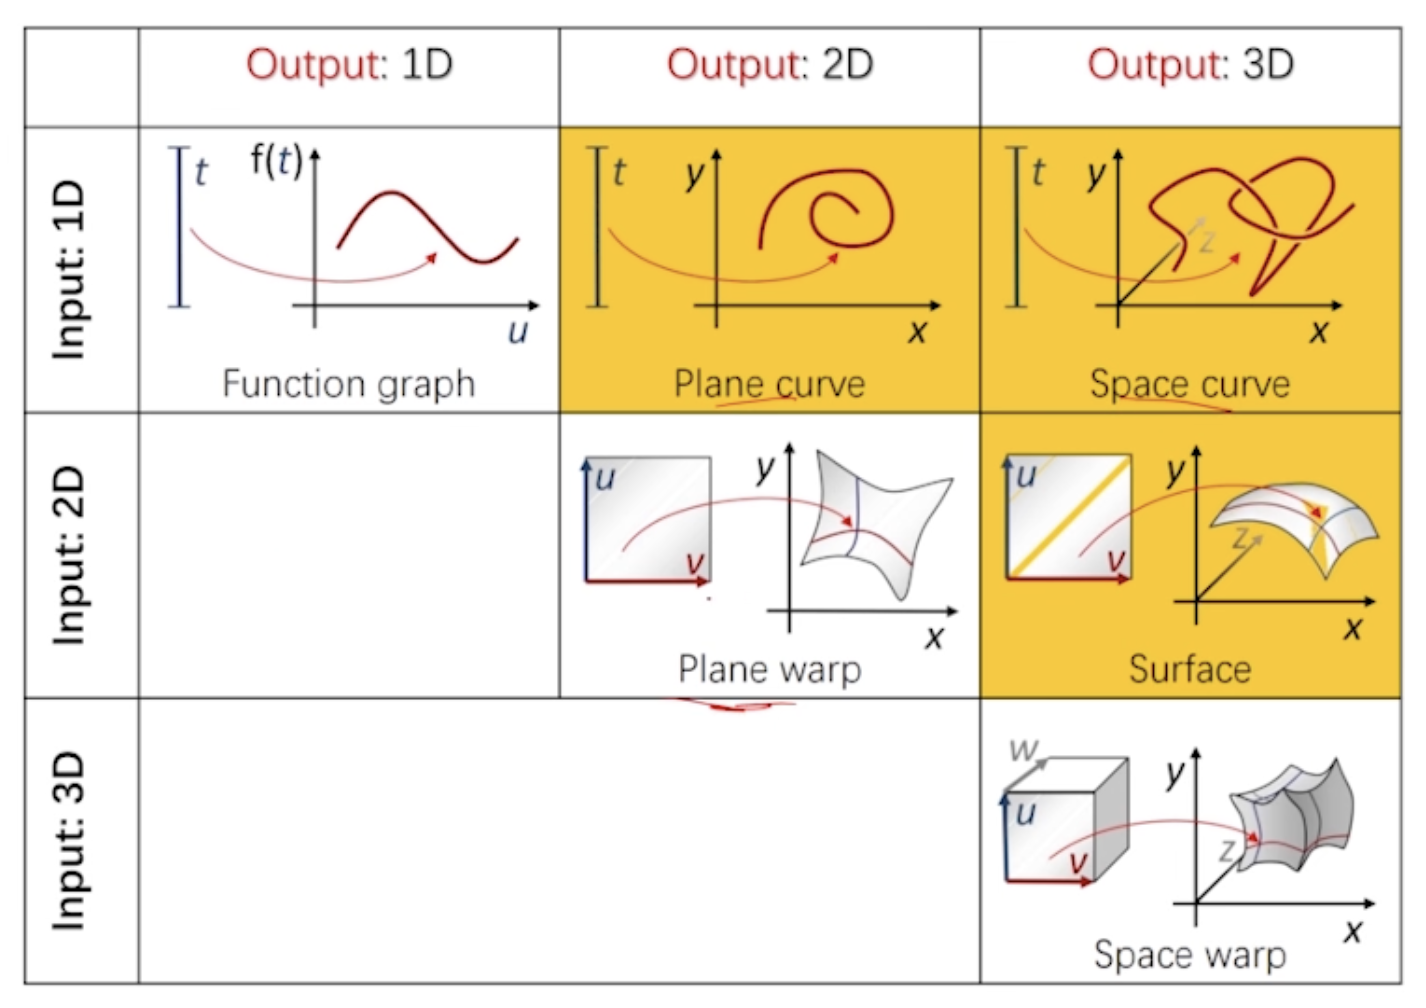 Output: 1D
Output: 2D
Output: 3D
Input: 1D
t
f(t)
u
Function graph
t
y
x
Plane curve
t
y
z
x
Space curve
Input: 2D
u
v
y
x
Plane warp
u
v
y
z
x
Surface
Input: 3D
w
u
v
y
z
x
Space warp